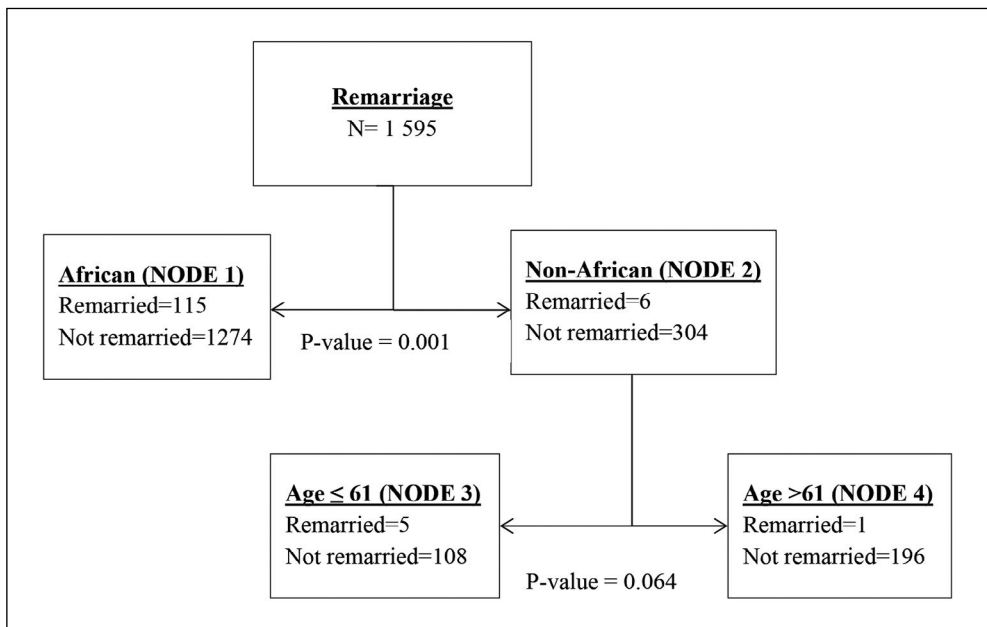 Remarriage
N= 1 595
African (NODE 1)
Remarried=115
Not remarried=1274
P-value = 0.001
Non-African (NODE 2)
Remarried=6
Not remarried=304
Age ≤ 61 (NODE 3)
Remarried=5
Not remarried=108
P-value = 0.064
Age >61 (NODE 4)
Remarried=1
Not remarried=196